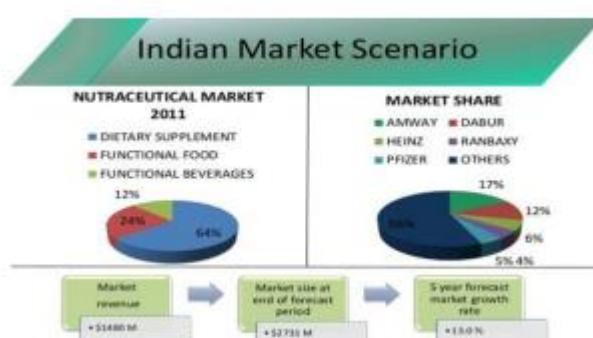 Indian Market Scenario
NUTRACEUTICAL MARKET
2011
DIETARY SUPPLEMENT
FUNCTIONAL FOOD
FUNCTIONAL BEVERAGES
12%
24%
64%
MARKET SHARE
AMWAY DABUR
HEINZ RANBAXY
PFIZER OTHERS
17%
12%
6%
5% 4%
56%
Market
revenue
• $1480 M
Market size at
end of forecast
period
• $2731 M
5 year forecast
market growth
rate
• 13.0 %